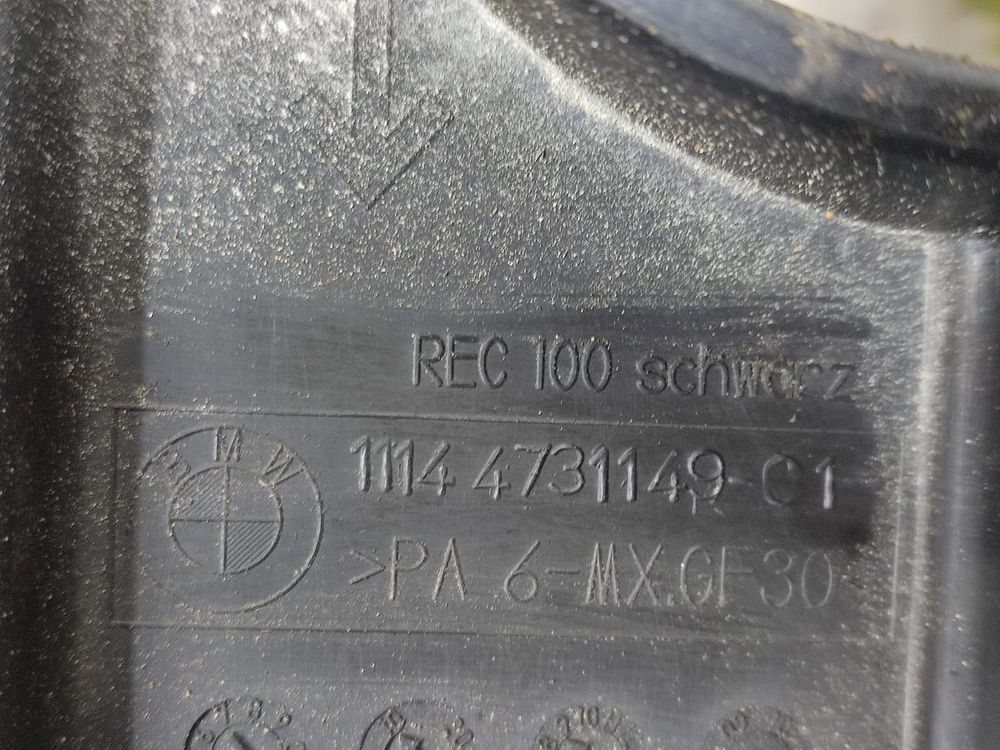 REC 100 schwarz
BMW
1114 4731149-01
>PA 6-MX.GF30